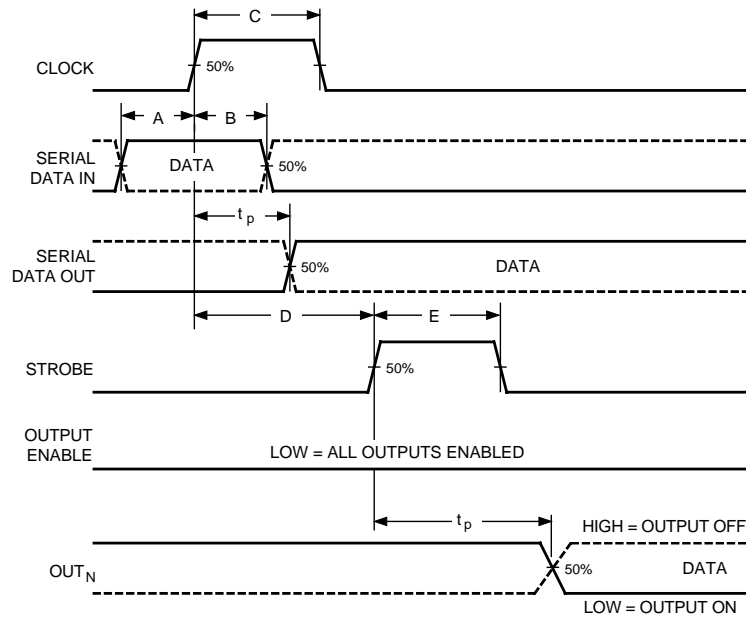 C
CLOCK
50%
A
B
SERIAL
DATA IN
DATA
50%
t p
SERIAL
DATA OUT
50%
DATA
D
E
STROBE
50%
OUTPUT
ENABLE
LOW = ALL OUTPUTS ENABLED
t p
HIGH = OUTPUT OFF
OUT N
50%
DATA
LOW = OUTPUT ON